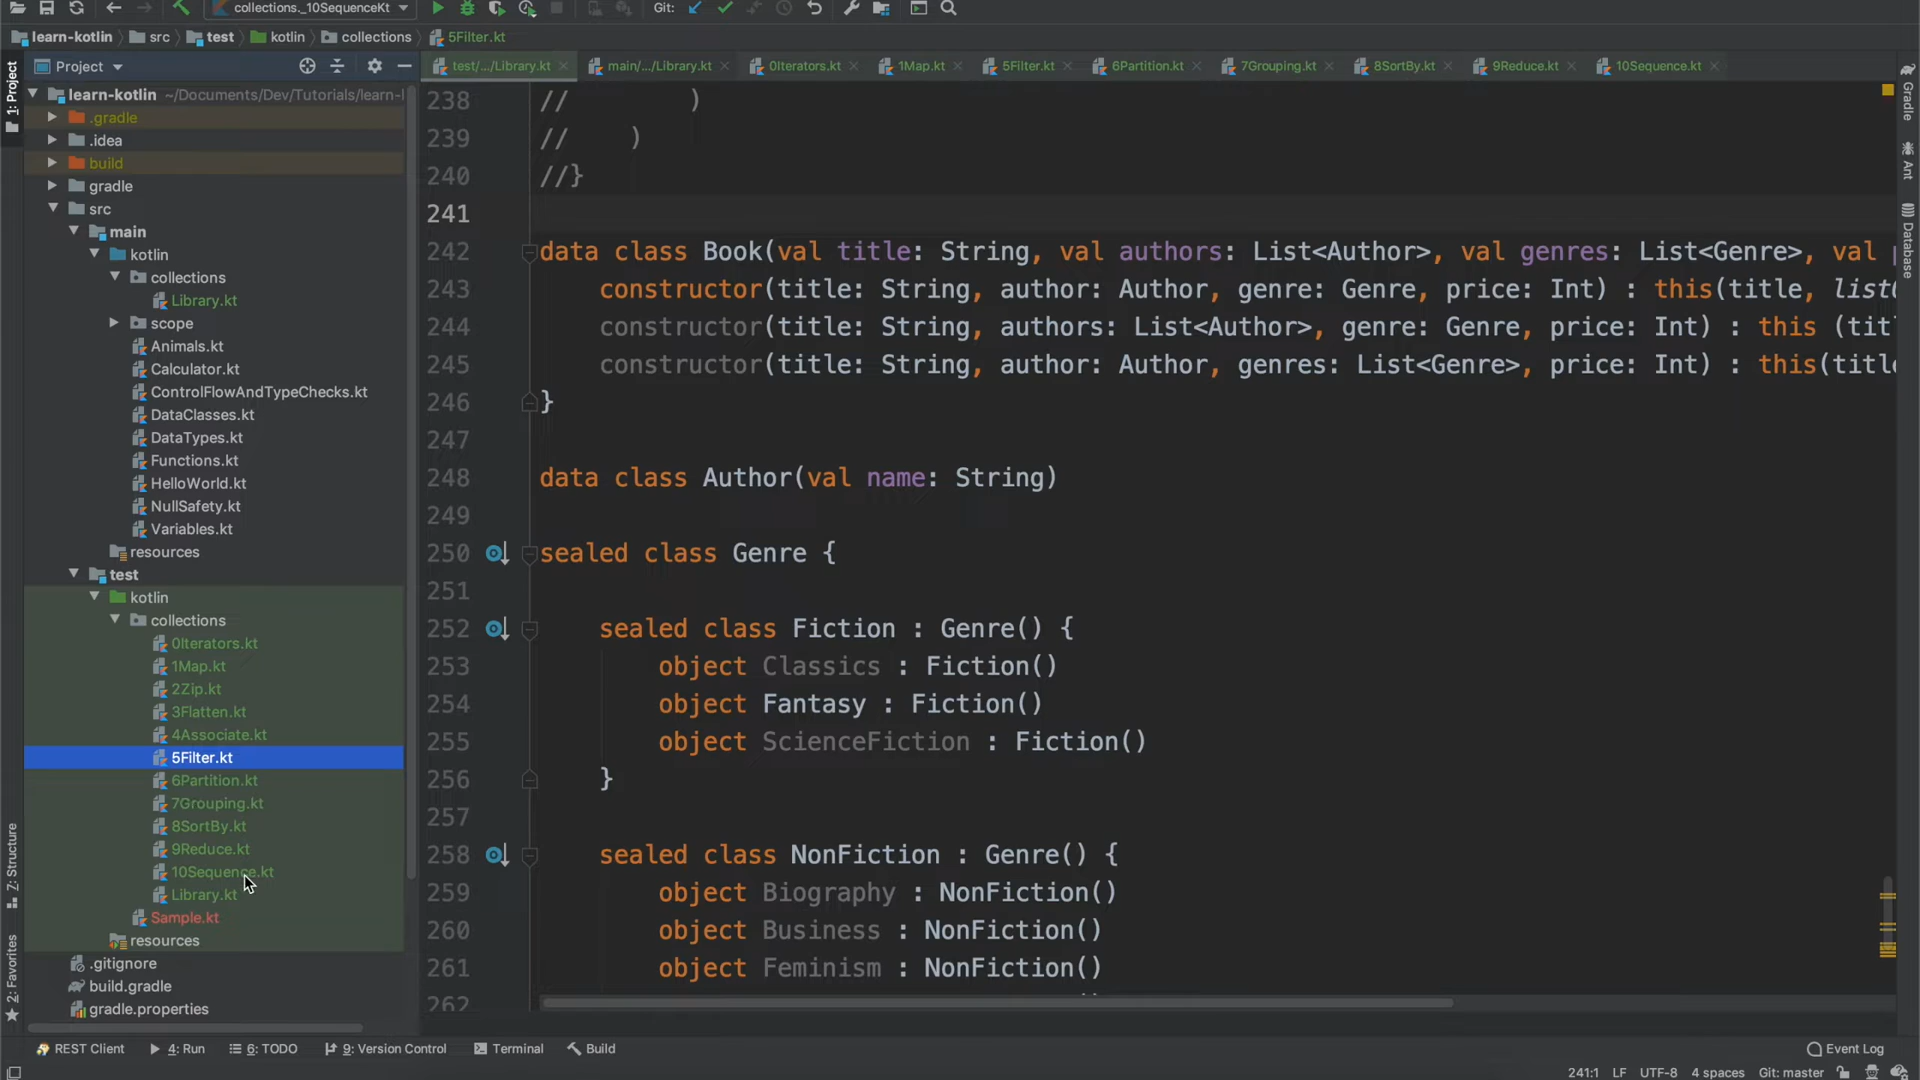 collections._10SequenceKt
Git:
learn-kotlin src test kotlin collections 5Filter.kt
Project
test/.../Library.kt main/.../Library.kt 0Iterators.kt 1Map.kt 5Filter.kt 6Partition.kt 7Grouping.kt 8SortBy.kt 9Reduce.kt 10Sequence.kt
1: Project
7: Structure
2: Favorites
learn-kotlin ~/Documents/Dev/Tutorials/learn-
.gradle
.idea
build
gradle
src
main
kotlin
collections
Library.kt
scope
Animals.kt
Calculator.kt
ControlFlowAndTypeChecks.kt
DataClasses.kt
DataTypes.kt
Functions.kt
HelloWorld.kt
NullSafety.kt
Variables.kt
resources
test
kotlin
collections
0Iterators.kt
1Map.kt
2Zip.kt
3Flatten.kt
4Associate.kt
5Filter.kt
6Partition.kt
7Grouping.kt
8SortBy.kt
9Reduce.kt
10Sequence.kt
Library.kt
Sample.kt
resources
.gitignore
build.gradle
gradle.properties
238 // )
239 // )
240 //}
241
242 data class Book(val title: String, val authors: List<Author>, val genres: List<Genre>, val p
243 constructor(title: String, author: Author, genre: Genre, price: Int) : this(title, list
244 constructor(title: String, authors: List<Author>, genre: Genre, price: Int) : this (tit
245 constructor(title: String, author: Author, genres: List<Genre>, price: Int) : this(titl
246 }
247
248 data class Author(val name: String)
249
250 sealed class Genre {
251
252 sealed class Fiction : Genre() {
253 object Classics : Fiction()
254 object Fantasy : Fiction()
255 object ScienceFiction : Fiction()
256 }
257
258 sealed class NonFiction : Genre() {
259 object Biography : NonFiction()
260 object Business : NonFiction()
261 object Feminism : NonFiction()
262
Gradle
Ant
Database
REST Client 4: Run 6: TODO 9: Version Control Terminal Build Event Log
241:1 LF UTF-8 4 spaces Git: master